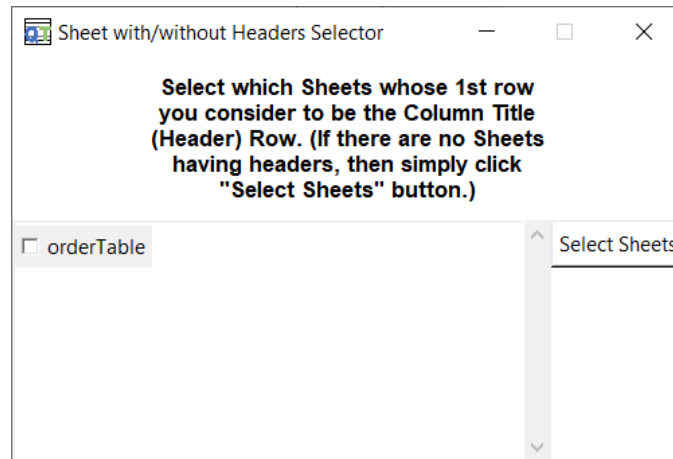 Sheet with/without Headers Selector
Select which Sheets whose 1st row
you consider to be the Column Title
(Header) Row. (If there are no Sheets
having headers, then simply click
"Select Sheets" button.)
orderTable
Select Sheets